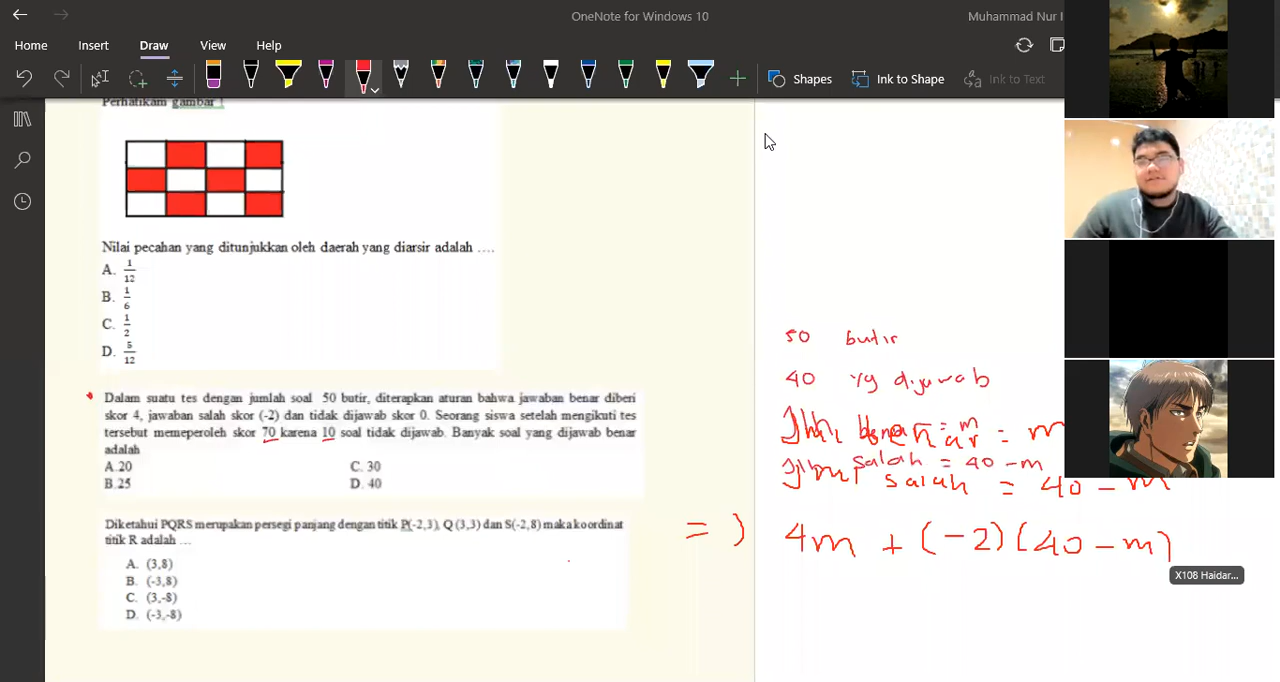 OneNote for Windows 10
Muhammad Nur I
Home Insert Draw View Help
Shapes Ink to Shape Ink to Text
Perhatikam gambar !
Nilai pecahan yang ditunjukkan oleh daerah yang diarsir adalah ....
A. 1/12
B. 1/6
C. 1/2
D. 5/12
Dalam suatu tes dengan jumlah soal 50 butir, diterapkan aturan bahwa jawaban benar diberi
skor 4, jawaban salah skor (-2) dan tidak dijawab skor 0. Seorang siswa setelah mengikuti tes
tersebut memeperoleh skor 70 karena 10 soal tidak dijawab. Banyak soal yang dijawab benar
adalah
A.20 C. 30
B.25 D. 40
Diketahui PQRS merupakan persegi panjang dengan titik P(-2,3), Q (3,3) dan S(-2,8) maka koordinat
titik R adalah ...
A. (3,8)
B. (-3,8)
C. (3,-8)
D. (-3,-8)
50 butir
40 yg dijawab
benar = m
salah = 40 - m
=) 4m + (-2)(40 - m)
X108 Haidar...